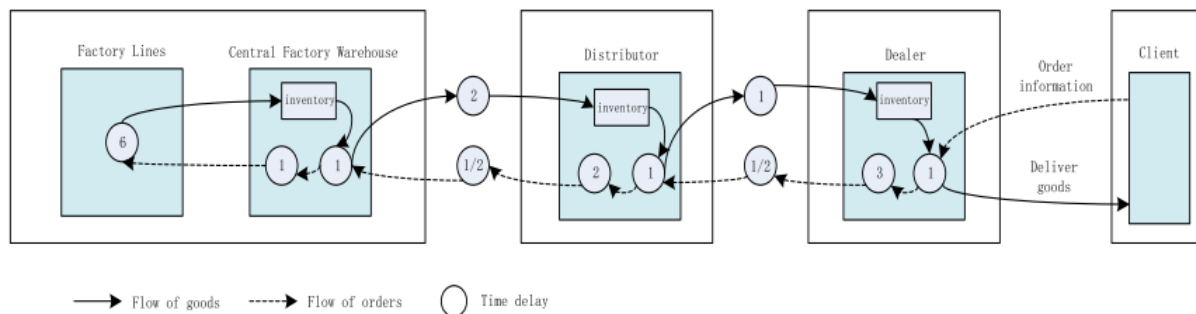 Factory Lines
Central Factory Warehouse
Distributor
Dealer
Client
inventory
inventory
inventory
Order
information
6
1
1
2
1/2
2
1
1
1/2
3
1
Deliver
goods
Flow of goods
Flow of orders
Time delay